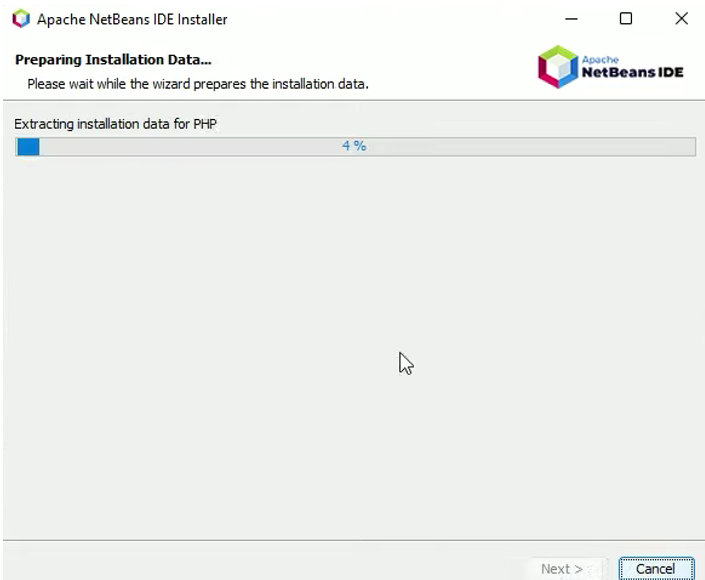 Apache NetBeans IDE Installer
Preparing Installation Data...
Please wait while the wizard prepares the installation data.
Apache
NetBeans IDE
Extracting installation data for PHP
4 %
Next >
Cancel